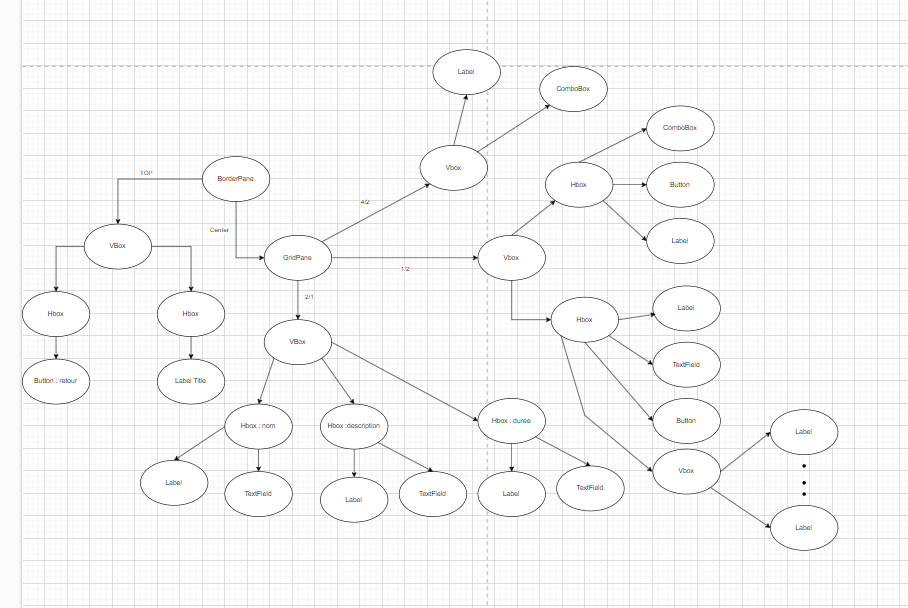 Label
ComboBox
ComboBox
Vbox
TOP
BorderPane
Hbox
Button
4/2
Center
Label
VBox
GridPane
Vbox
1/2
2/1
Label
Hbox
Hbox
Hbox
VBox
TextField
Button : retour
Label Title
Hbox : nom
Hbox :description
Hbox : duree
Button
Label
Vbox
Label
TextField
Label
TextField
Label
TextField
Label